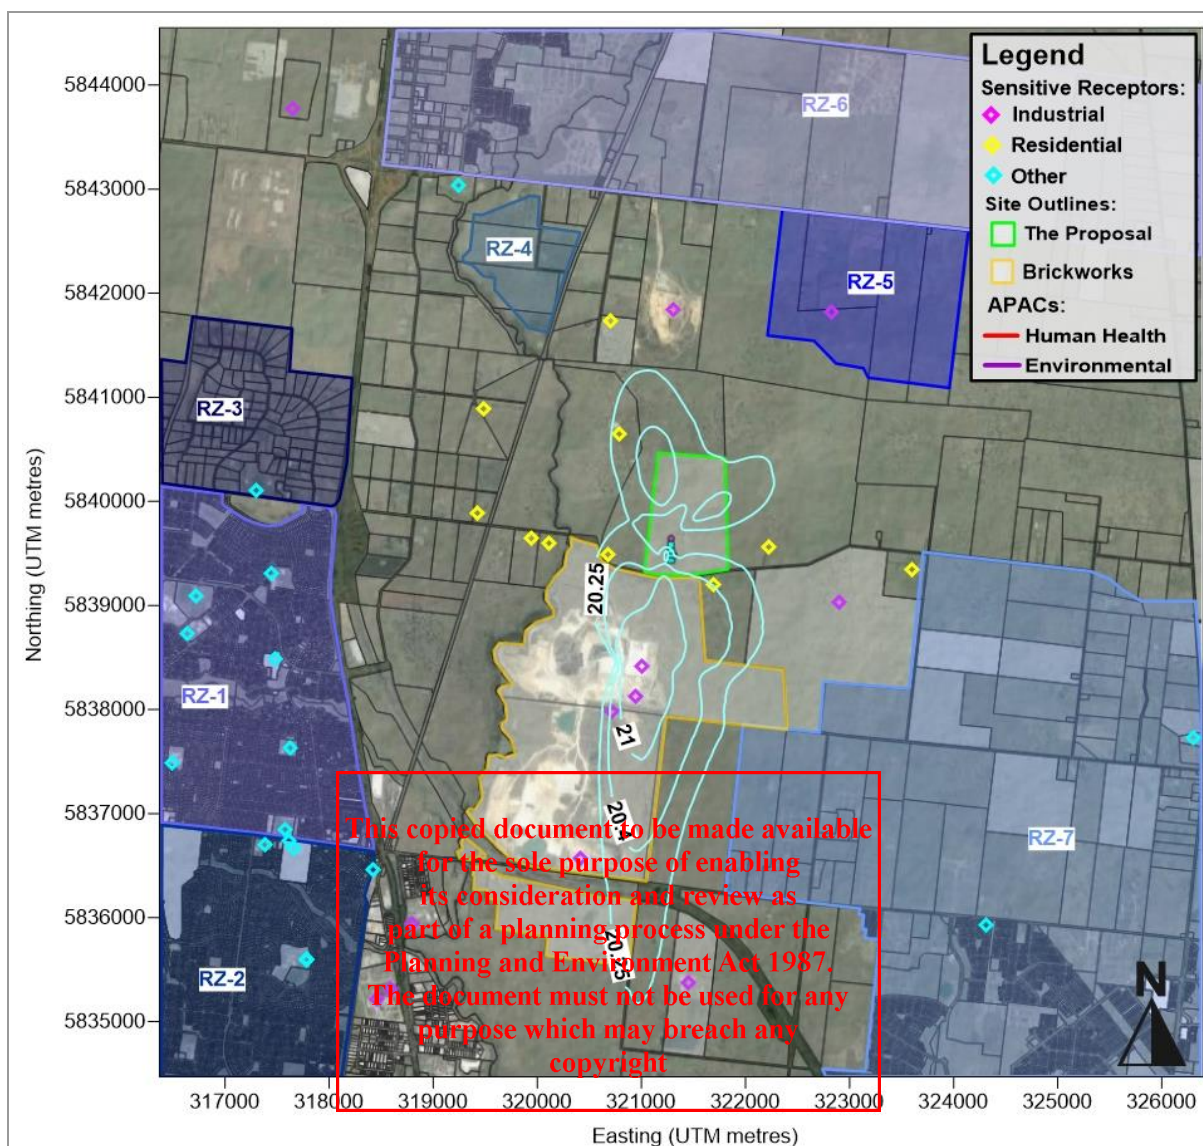 Legend
Sensitive Receptors:
Industrial
Residential
Other
Site Outlines:
The Proposal
Brickworks
APACs:
Human Health
Environmental
5844000
5843000
5842000
5841000
5840000
5839000
5838000
5837000
5836000
5835000
Northing (UTM metres)
RZ-6
RZ-4
RZ-5
RZ-3
RZ-1
RZ-7
RZ-2
20.25
21
20.4
20.25
This copied document to be made available
for the sole purpose of enabling
its consideration and review as
part of a planning process under the
Planning and Environment Act 1987.
The document must not be used for any
purpose which may breach any
copyright
N
317000 318000 319000 320000 321000 322000 323000 324000 325000 326000
Easting (UTM metres)